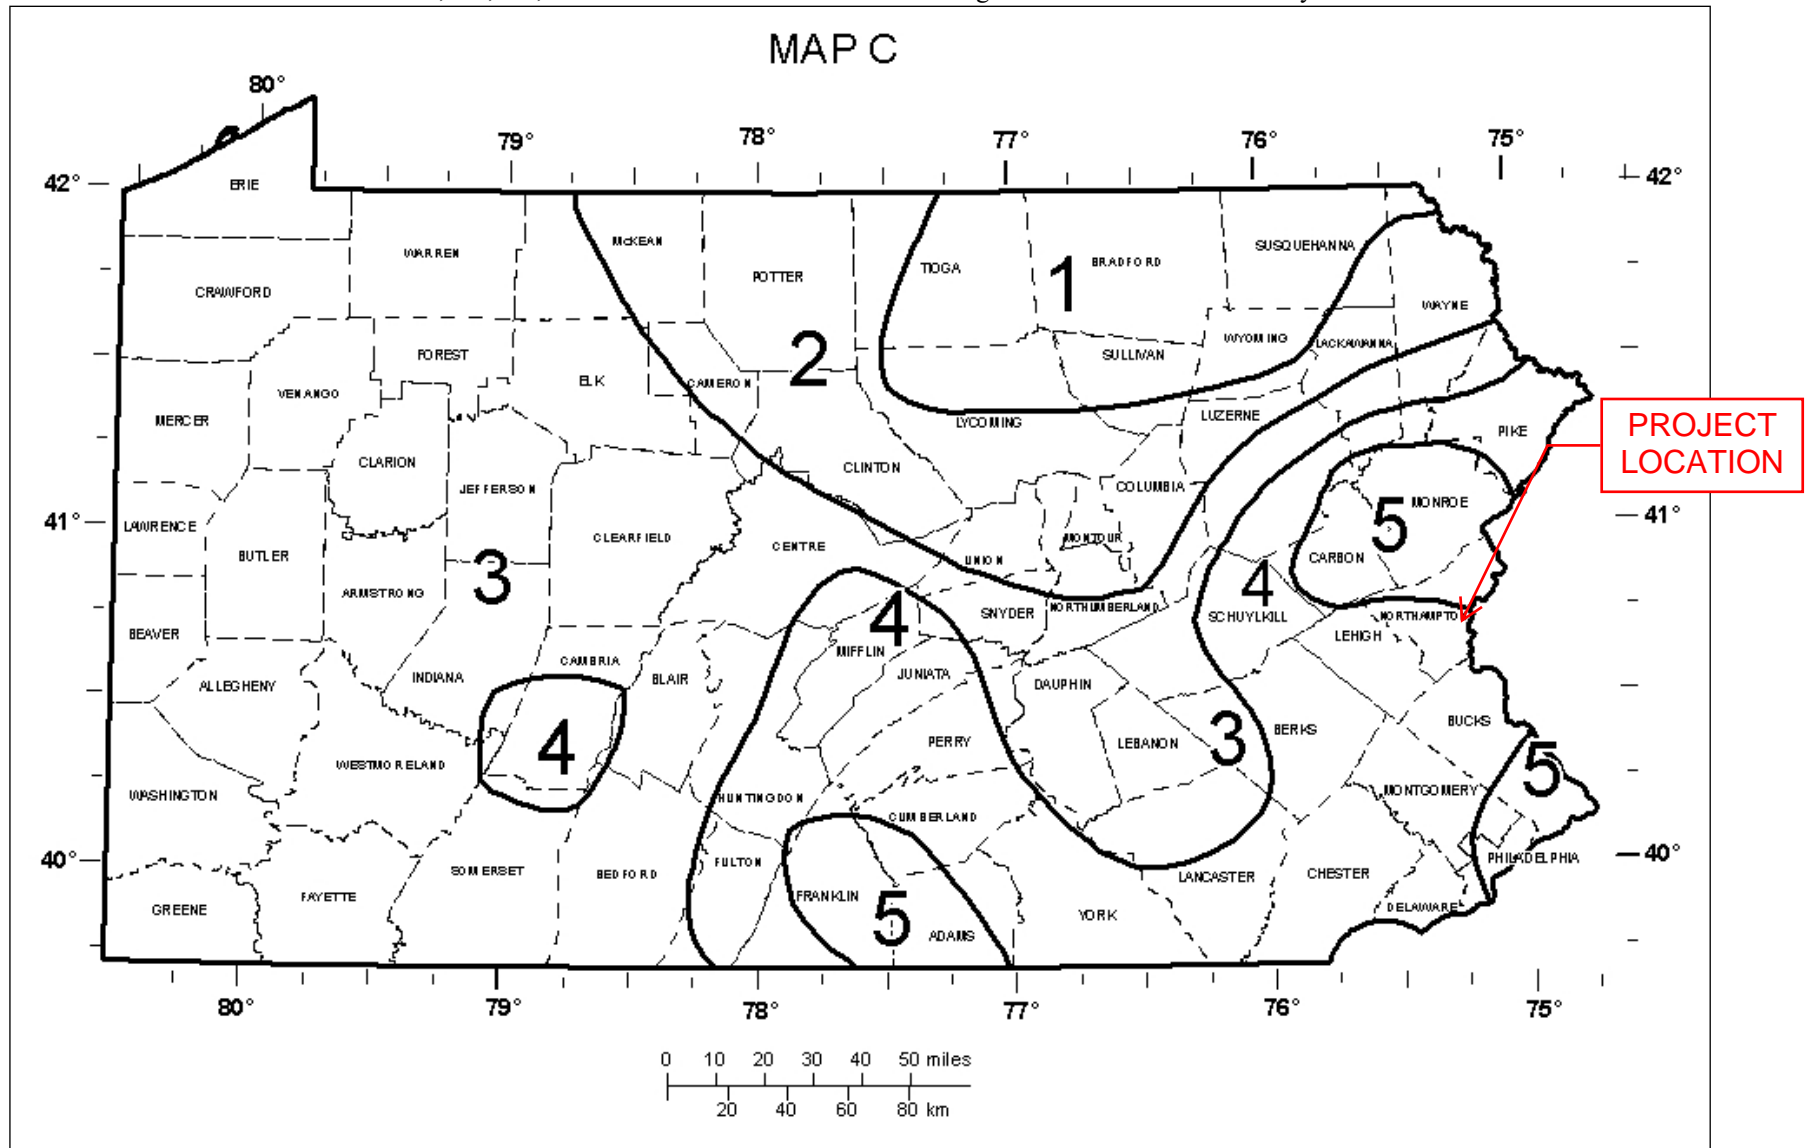 MAP C
80°
79°
78°
77°
76°
75°
42°
42°
ERIE
McKEAN
WARREN
POTTER
TIOGA
1
BRADFORD
SUSQUEHANNA
CRAWFORD
WAYNE
FOREST
2
SULLIVAN
WYOMING
LACKAWANNA
ELK
CAMERON
VENANGO
MERCER
LYCOMING
LUZERNE
PIKE
PROJECT
LOCATION
CLARION
CLINTON
JEFFERSON
COLUMBIA
MONROE
5
41°
41°
LAWRENCE
BUTLER
CLEARFIELD
CENTRE
UNION
MONTOUR
CARBON
3
ARMSTRONG
4
4
SNYDER
NORTHUMBERLAND
SCHUYLKILL
NORTHAMPTO
BEAVER
LEHIGH
MIFFLIN
CAMBRIA
INDIANA
BLAIR
JUNIATA
DAUPHIN
ALLEGHENY
4
PERRY
LEBANON
3
BERKS
BUCKS
WESTMORELAND
5
WASHINGTON
HUNTINGDON
CUMBERLAND
MONTGOMERY
40°
40°
SOMERSET
BEDFORD
FULTON
PHILADELPHIA
LANCASTER
CHESTER
FAYETTE
FRANKLIN
GREENE
5
ADAMS
YORK
DELAWARE
80°
79°
78°
77°
76°
75°
0 10 20 30 40 50 miles
20 40 60 80 km